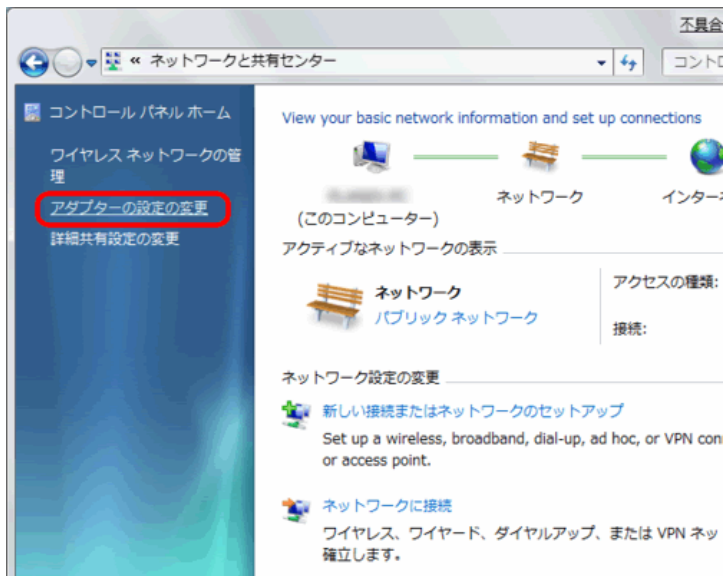 不具合
« ネットワークと共有センター
コントロ
コントロール パネル ホーム
ワイヤレス ネットワークの管
理
アダプターの設定の変更
詳細共有設定の変更
View your basic network information and set up connections
ネットワーク
インターネ
(このコンピューター)
アクティブなネットワークの表示
ネットワーク
パブリック ネットワーク
アクセスの種類:
接続:
ネットワーク設定の変更
新しい接続またはネットワークのセットアップ
Set up a wireless, broadband, dial-up, ad hoc, or VPN con
or access point.
ネットワークに接続
ワイヤレス、ワイヤード、ダイヤルアップ、または VPN ネッ
確立します。